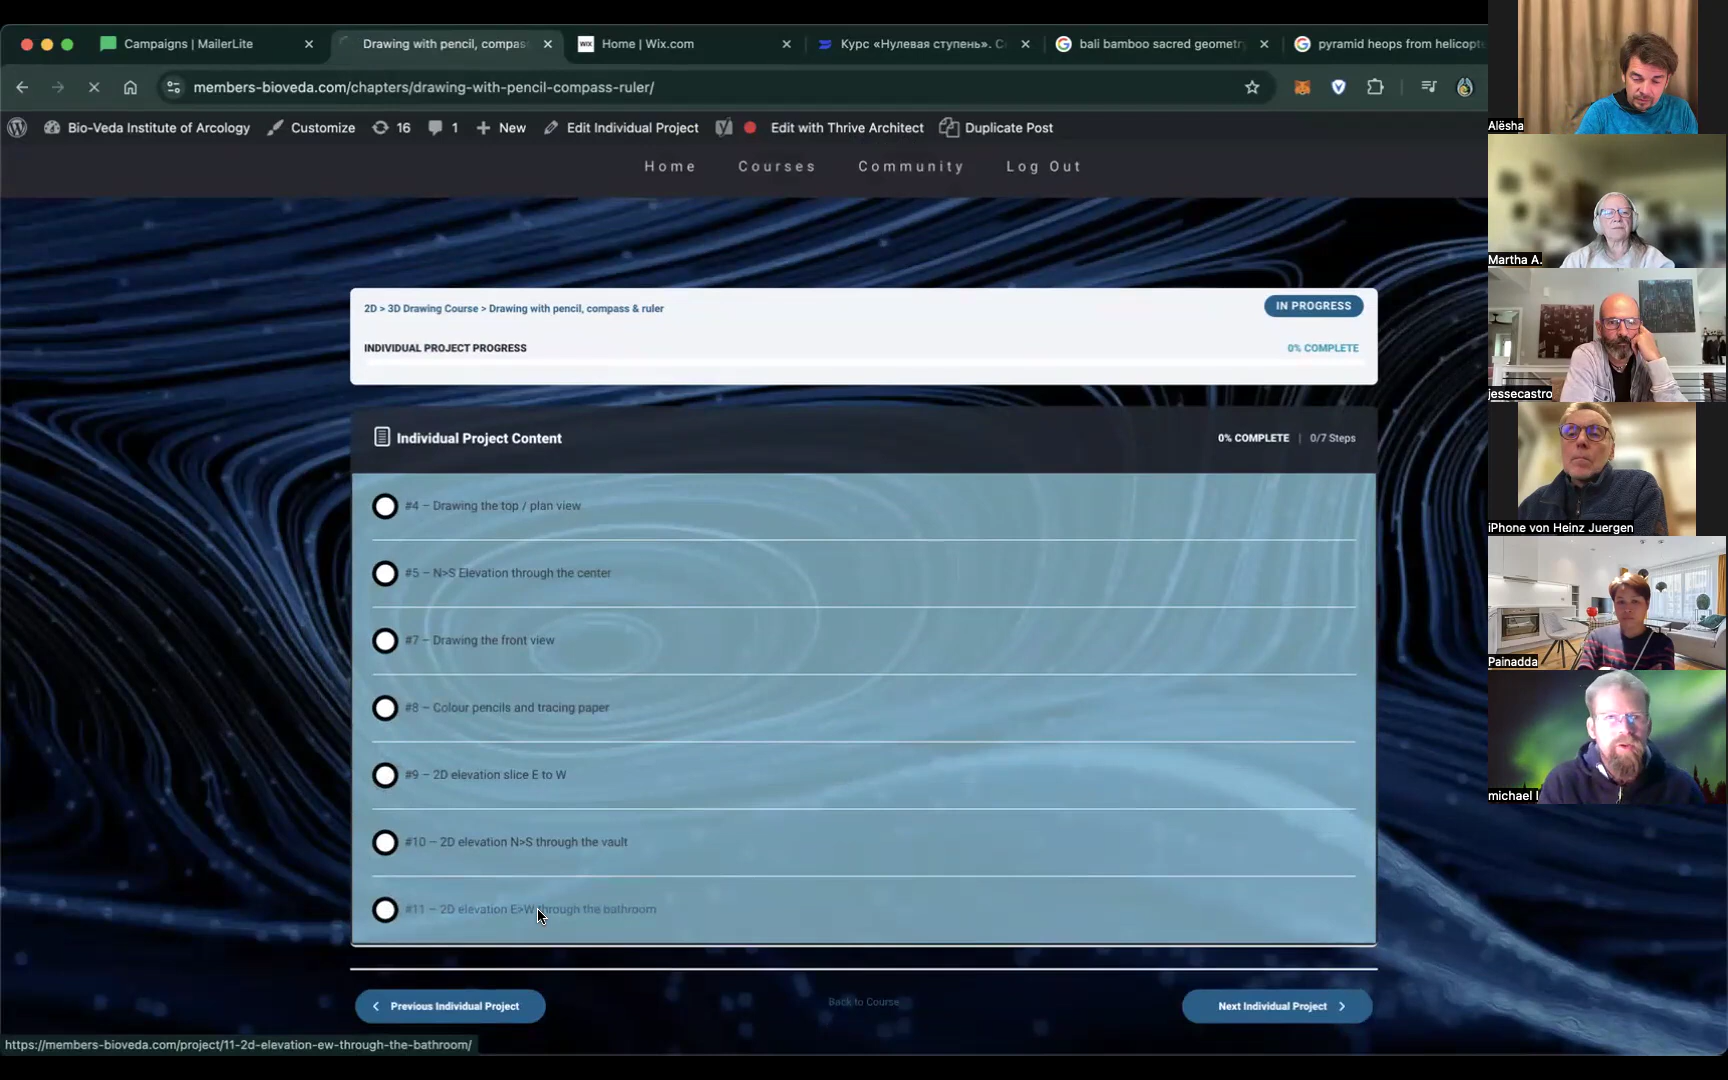 Campaigns | MailerLite
Drawing with pencil, compas
WIX Home | Wix.com
Курс «Нулевая ступень». С
bali bamboo sacred geometry
pyramid heops from helicopt
members-bioveda.com/chapters/drawing-with-pencil-compass-ruler/
Bio-Veda Institute of Arcology
Customize
16
1
New
Edit Individual Project
Edit with Thrive Architect
Duplicate Post
Home
Courses
Community
Log Out
2D > 3D Drawing Course > Drawing with pencil, compass & ruler
IN PROGRESS
INDIVIDUAL PROJECT PROGRESS
0% COMPLETE
Individual Project Content
0% COMPLETE | 0/7 Steps
#4 – Drawing the top / plan view
#5 – N>S Elevation through the center
#7 – Drawing the front view
#8 – Colour pencils and tracing paper
#9 – 2D elevation slice E to W
#10 – 2D elevation N>S through the vault
#11 – 2D elevation E>W through the bathroom
Previous Individual Project
Back to Course
Next Individual Project
https://members-bioveda.com/project/11-2d-elevation-ew-through-the-bathroom/
Alësha
Martha A.
jessecastro
iPhone von Heinz Juergen
Painadda
michael l